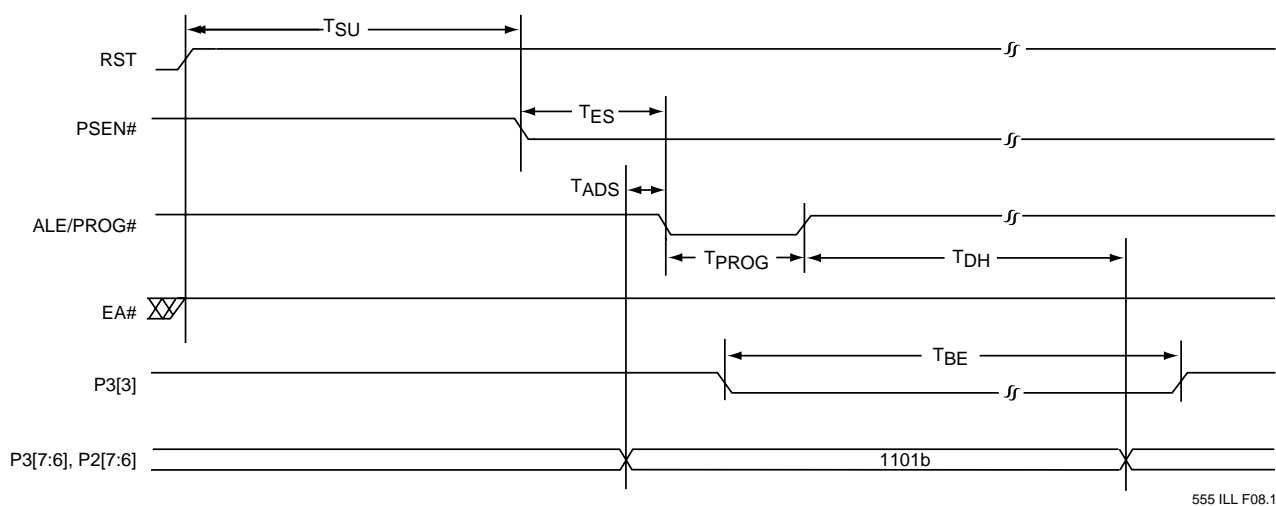 TSU
RST
TES
PSEN#
TADS
ALE/PROG#
TPROG
TDH
EA#
TBE
P3[3]
P3[7:6], P2[7:6]
1101b
555 ILL F08.1